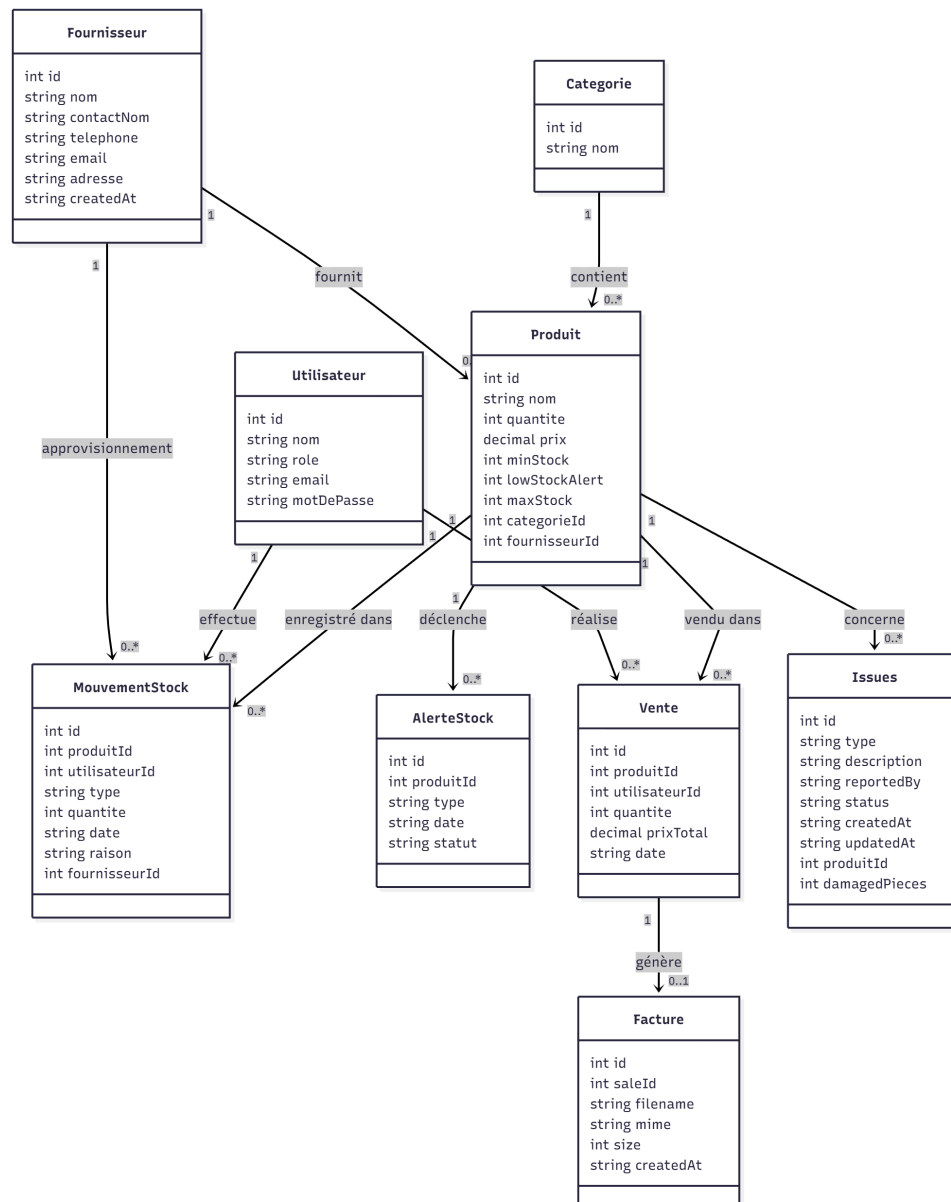 Fournisseur
int id
string nom
string contactNom
string telephone
string email
string adresse
string createdAt
Categorie
int id
string nom
1
1
1
fournit
contient
0..*
0.
Produit
int id
string nom
int quantite
decimal prix
int minStock
int lowStockAlert
int maxStock
int categorieId
int fournisseurId
Utilisateur
int id
string nom
string role
string email
string motDePasse
approvisionnement
1
1
1
1
1
1
effectue
enregistré dans
déclenche
réalise
vendu dans
concerne
0..*
0..*
0..*
0..*
0..*
0..*
0..*
MouvementStock
int id
int produitId
int utilisateurId
string type
int quantite
string date
string raison
int fournisseurId
AlerteStock
int id
int produitId
string type
string date
string statut
Vente
int id
int produitId
int utilisateurId
int quantite
decimal prixTotal
string date
Issues
int id
string type
string description
string reportedBy
string status
string createdAt
string updatedAt
int produitId
int damagedPieces
1
génère
0..1
Facture
int id
int saleId
string filename
string mime
int size
string createdAt